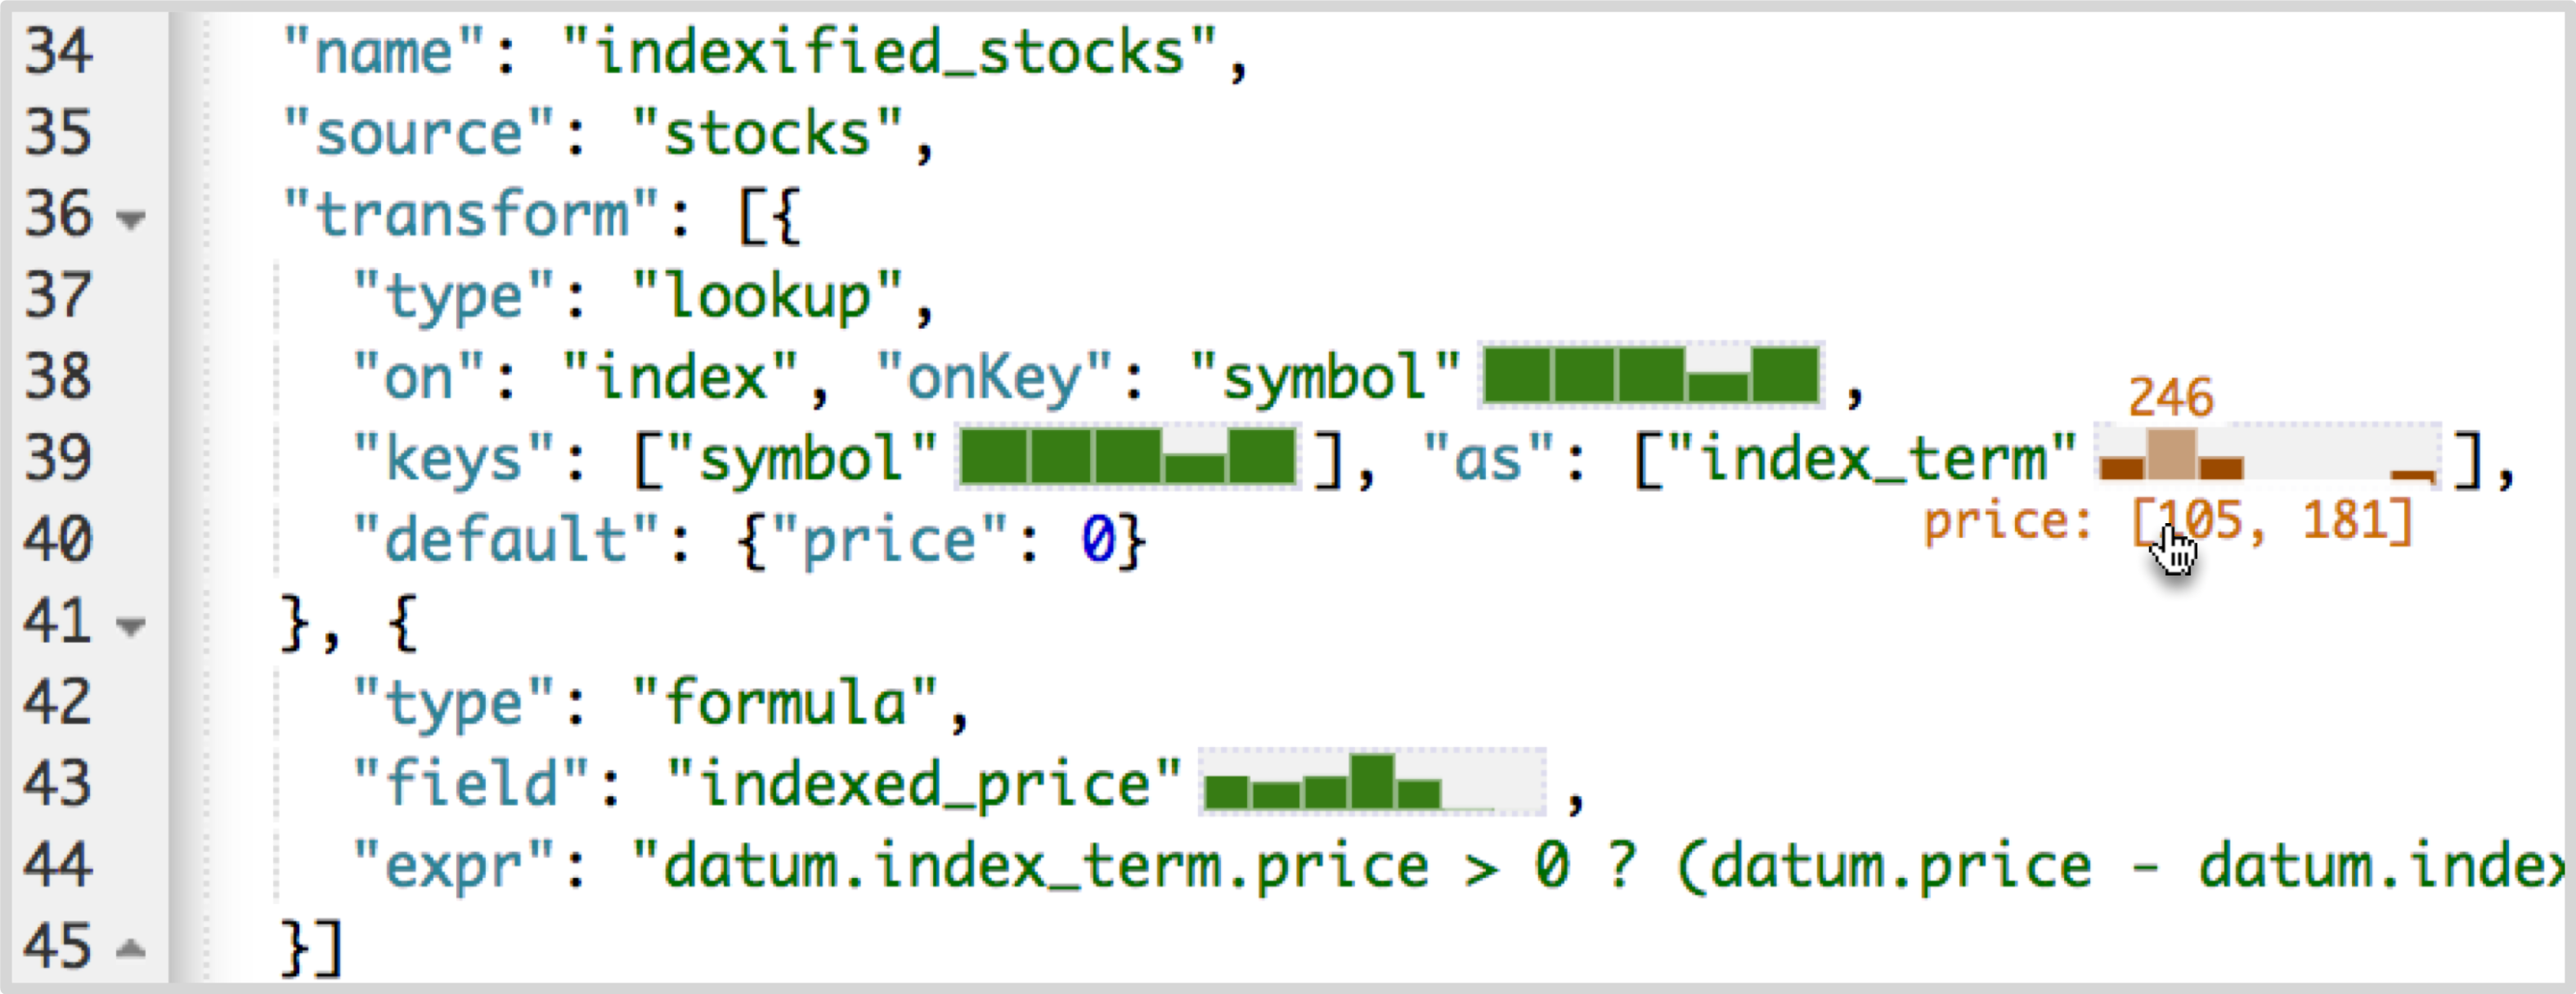 34 "name": "indexified_stocks",
35 "source": "stocks",
36 "transform": [{
37 "type": "lookup",
38 "on": "index", "onKey": "symbol" ,
246
39 "keys": ["symbol" ], "as": ["index_term" ],
price: [105, 181]
40 "default": {"price": 0}
41 }, {
42 "type": "formula",
43 "field": "indexed_price" ,
44 "expr": "datum.index_term.price > 0 ? (datum.price - datum.index
45 }]